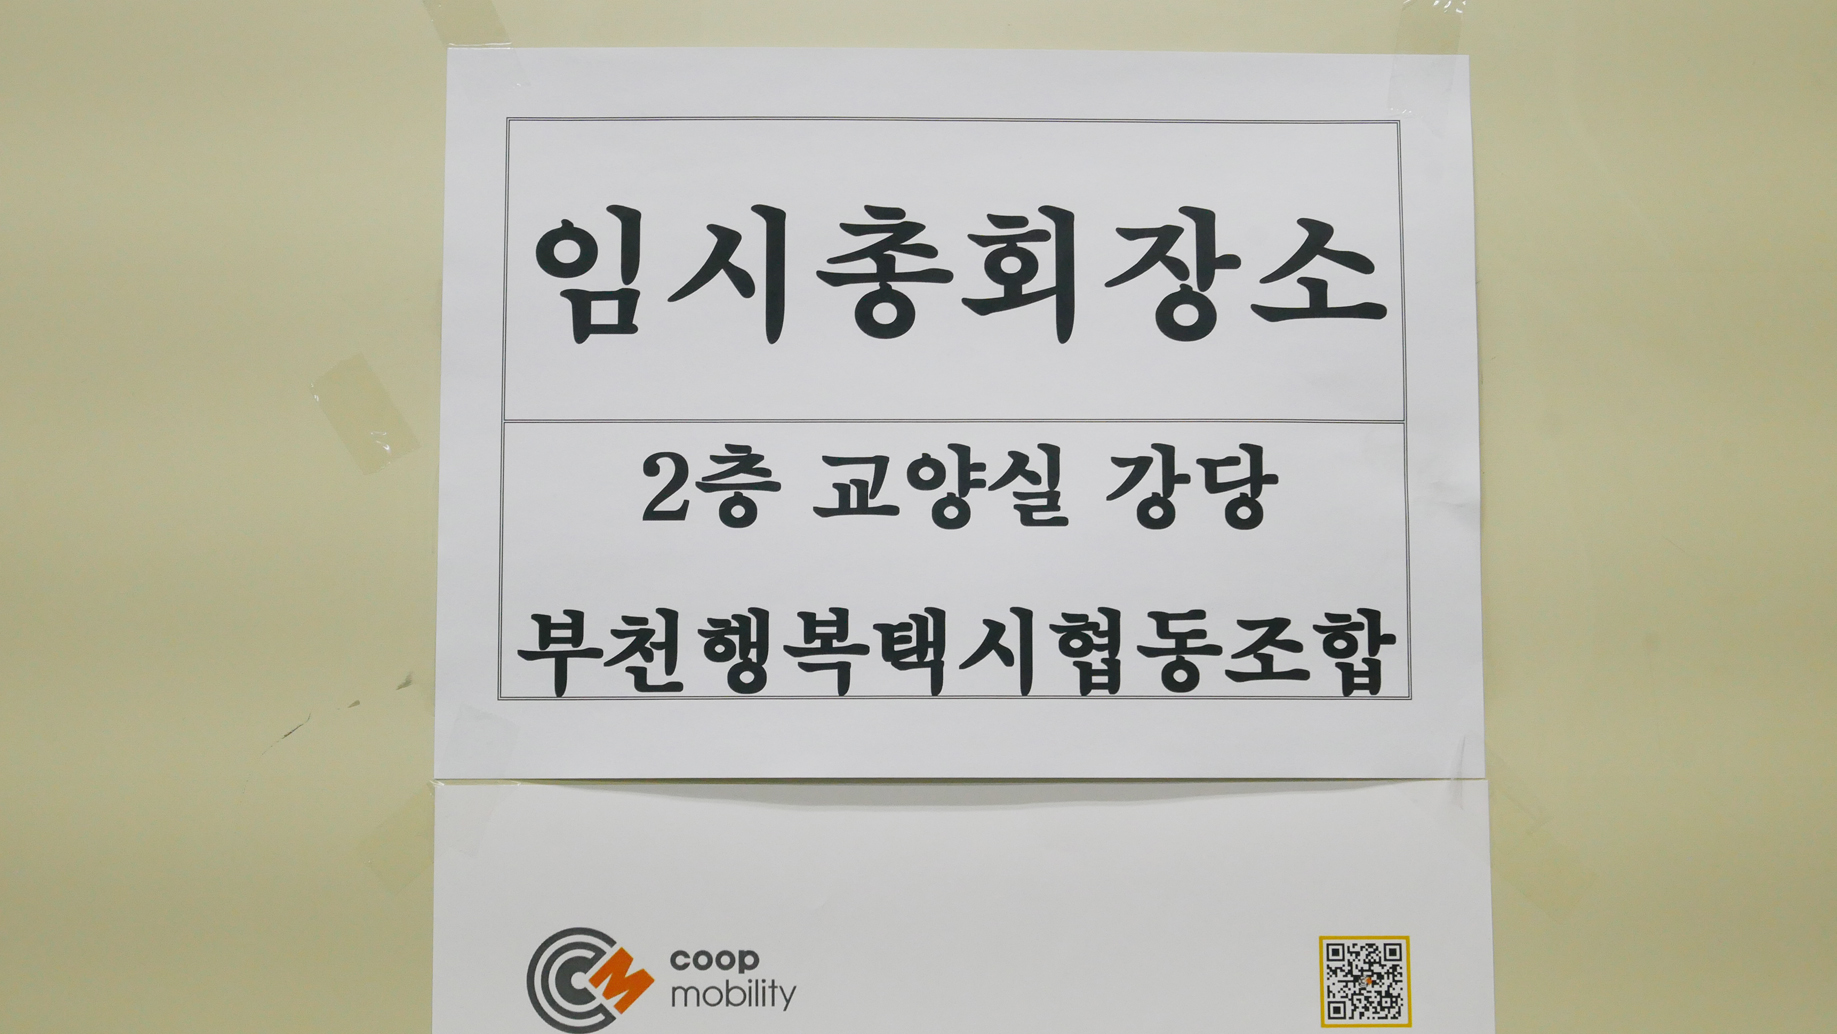 임시총회장소
2층 교양실 강당
부천행복택시협동조합
CM
coop
mobility